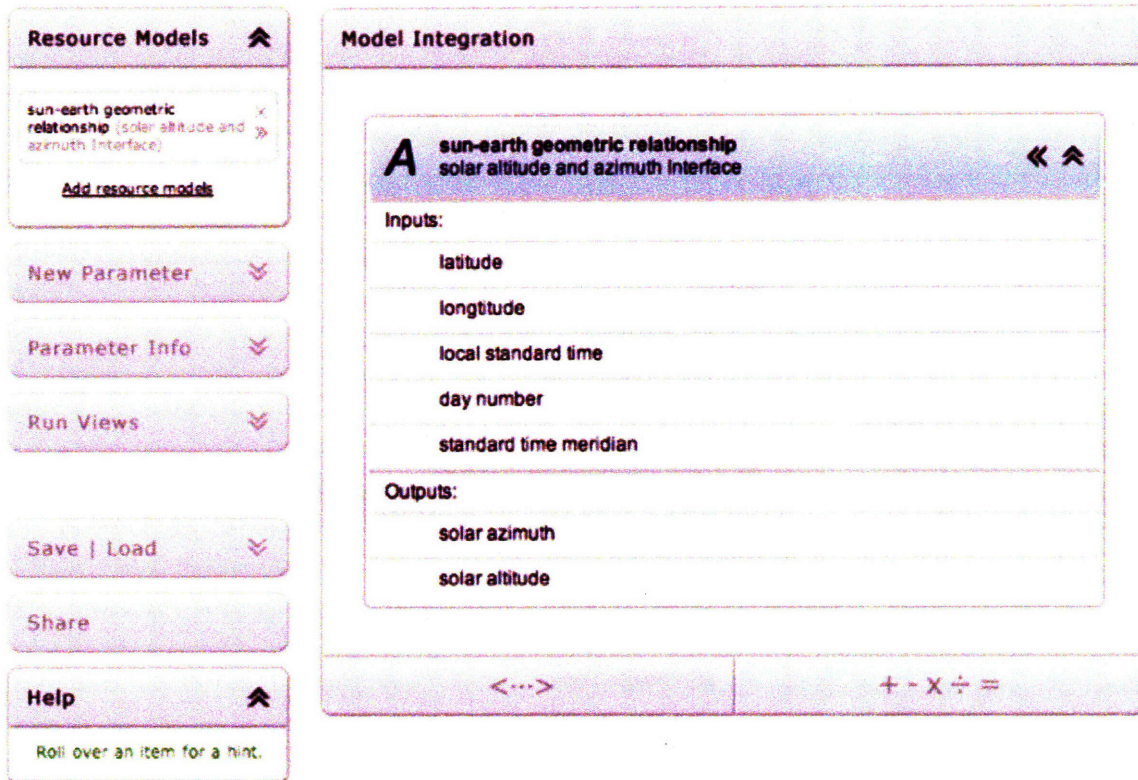 Resource Models
sun-earth geometric
relationship (solar altitude and
azimuth Interface)
Add resource models
New Parameter
Parameter Info
Run Views
Save | Load
Share
Help
Roll over an item for a hint.
Model Integration
A
sun-earth geometric relationship
solar altitude and azimuth Interface
Inputs:
latitude
longtitude
local standard time
day number
standard time meridian
Outputs:
solar azimuth
solar altitude
<···>
+ - x ÷ =